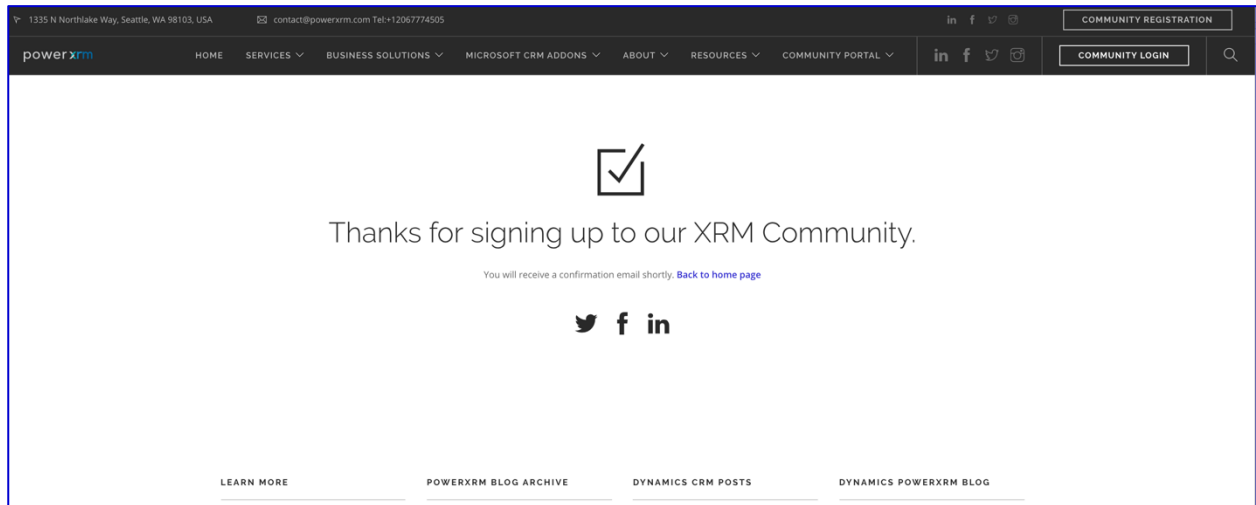 1335 N Northlake Way, Seattle, WA 98103, USA contact@powerxrm.com Tel:+12067774505 COMMUNITY REGISTRATION
power xrm HOME SERVICES BUSINESS SOLUTIONS MICROSOFT CRM ADDONS ABOUT RESOURCES COMMUNITY PORTAL COMMUNITY LOGIN
Thanks for signing up to our XRM Community.
You will receive a confirmation email shortly. Back to home page
LEARN MORE POWERXRM BLOG ARCHIVE DYNAMICS CRM POSTS DYNAMICS POWERXRM BLOG